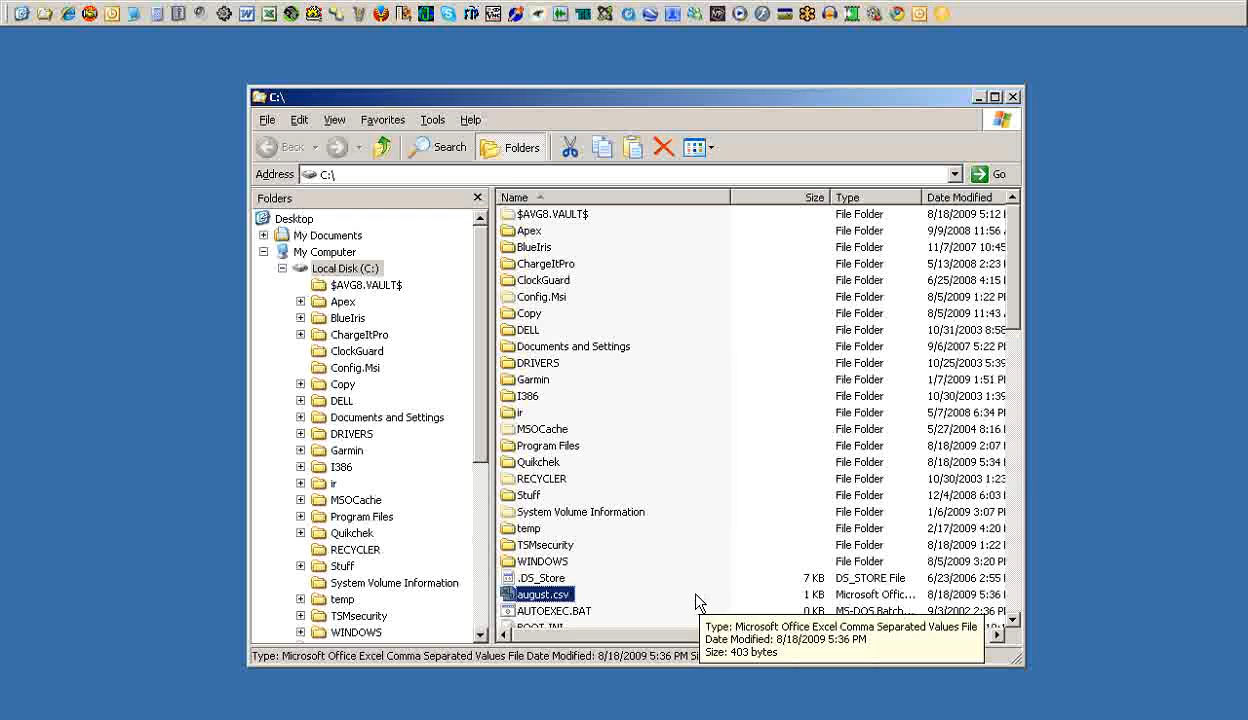 C:\
File Edit View Favorites Tools Help
Back Search Folders
Address C:\ Go
Folders
Desktop
My Documents
My Computer
Local Disk (C:)
$AVG8.VAULT$
Apex
BlueIris
ChargeItPro
ClockGuard
Config.Msi
Copy
DELL
Documents and Settings
DRIVERS
Garmin
I386
ir
MSOCache
Program Files
Quikchek
RECYCLER
Stuff
System Volume Information
temp
TSMsecurity
WINDOWS
Name Size Type Date Modified
$AVG8.VAULT$ File Folder 8/18/2009 5:12
Apex File Folder 9/9/2008 11:56
BlueIris File Folder 11/7/2007 10:45
ChargeItPro File Folder 5/13/2008 2:23
ClockGuard File Folder 6/25/2008 4:15
Config.Msi File Folder 8/5/2009 1:22
Copy File Folder 8/5/2009 11:43
DELL File Folder 10/31/2003 8:58
Documents and Settings File Folder 9/6/2007 5:22
DRIVERS File Folder 10/25/2003 5:39
Garmin File Folder 1/7/2009 1:51
I386 File Folder 10/30/2003 1:39
ir File Folder 5/7/2008 6:34
MSOCache File Folder 5/27/2004 8:16
Program Files File Folder 8/18/2009 2:07
Quikchek File Folder 8/18/2009 5:34
RECYCLER File Folder 10/30/2003 1:23
Stuff File Folder 12/4/2008 6:03
System Volume Information File Folder 1/6/2009 3:07
temp File Folder 2/17/2009 4:20
TSMsecurity File Folder 8/18/2009 1:22
WINDOWS File Folder 8/5/2009 3:20
.DS_Store 7 KB DS_STORE File 6/23/2006 2:55
august.csv 1 KB Microsoft Offic... 8/18/2009 5:36
AUTOEXEC.BAT 0 KB MS-DOS Batch... 9/3/2002 2:46
Type: Microsoft Office Excel Comma Separated Values File
Date Modified: 8/18/2009 5:36 PM
Size: 403 bytes
Type: Microsoft Office Excel Comma Separated Values File Date Modified: 8/18/2009 5:36 PM